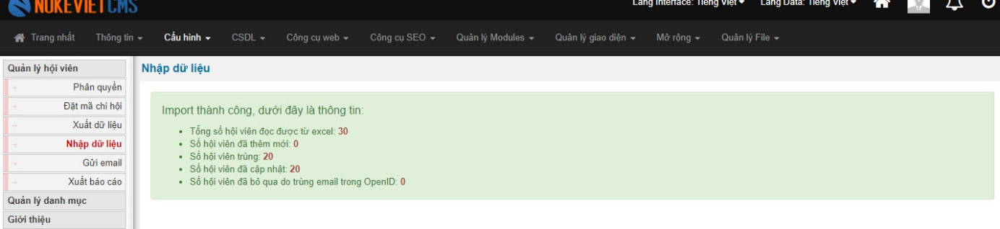 NUKEVIETCMS
Lang Interface: Tiếng Việt Lang Data: Tiếng Việt
Trang nhất Thông tin Cấu hình CSDL Công cụ web Công cụ SEO Quản lý Modules Quản lý giao diện Mở rộng Quản lý File
Quản lý hội viên
Phân quyền
Đặt mã chi hội
Xuất dữ liệu
Nhập dữ liệu
Gửi email
Xuất báo cáo
Quản lý danh mục
Giới thiệu
Nhập dữ liệu
Import thành công, dưới đây là thông tin:
Tổng số hội viên đọc được từ excel: 30
Số hội viên đã thêm mới: 0
Số hội viên trùng: 20
Số hội viên đã cập nhật: 20
Số hội viên đã bỏ qua do trùng email trong OpenID: 0